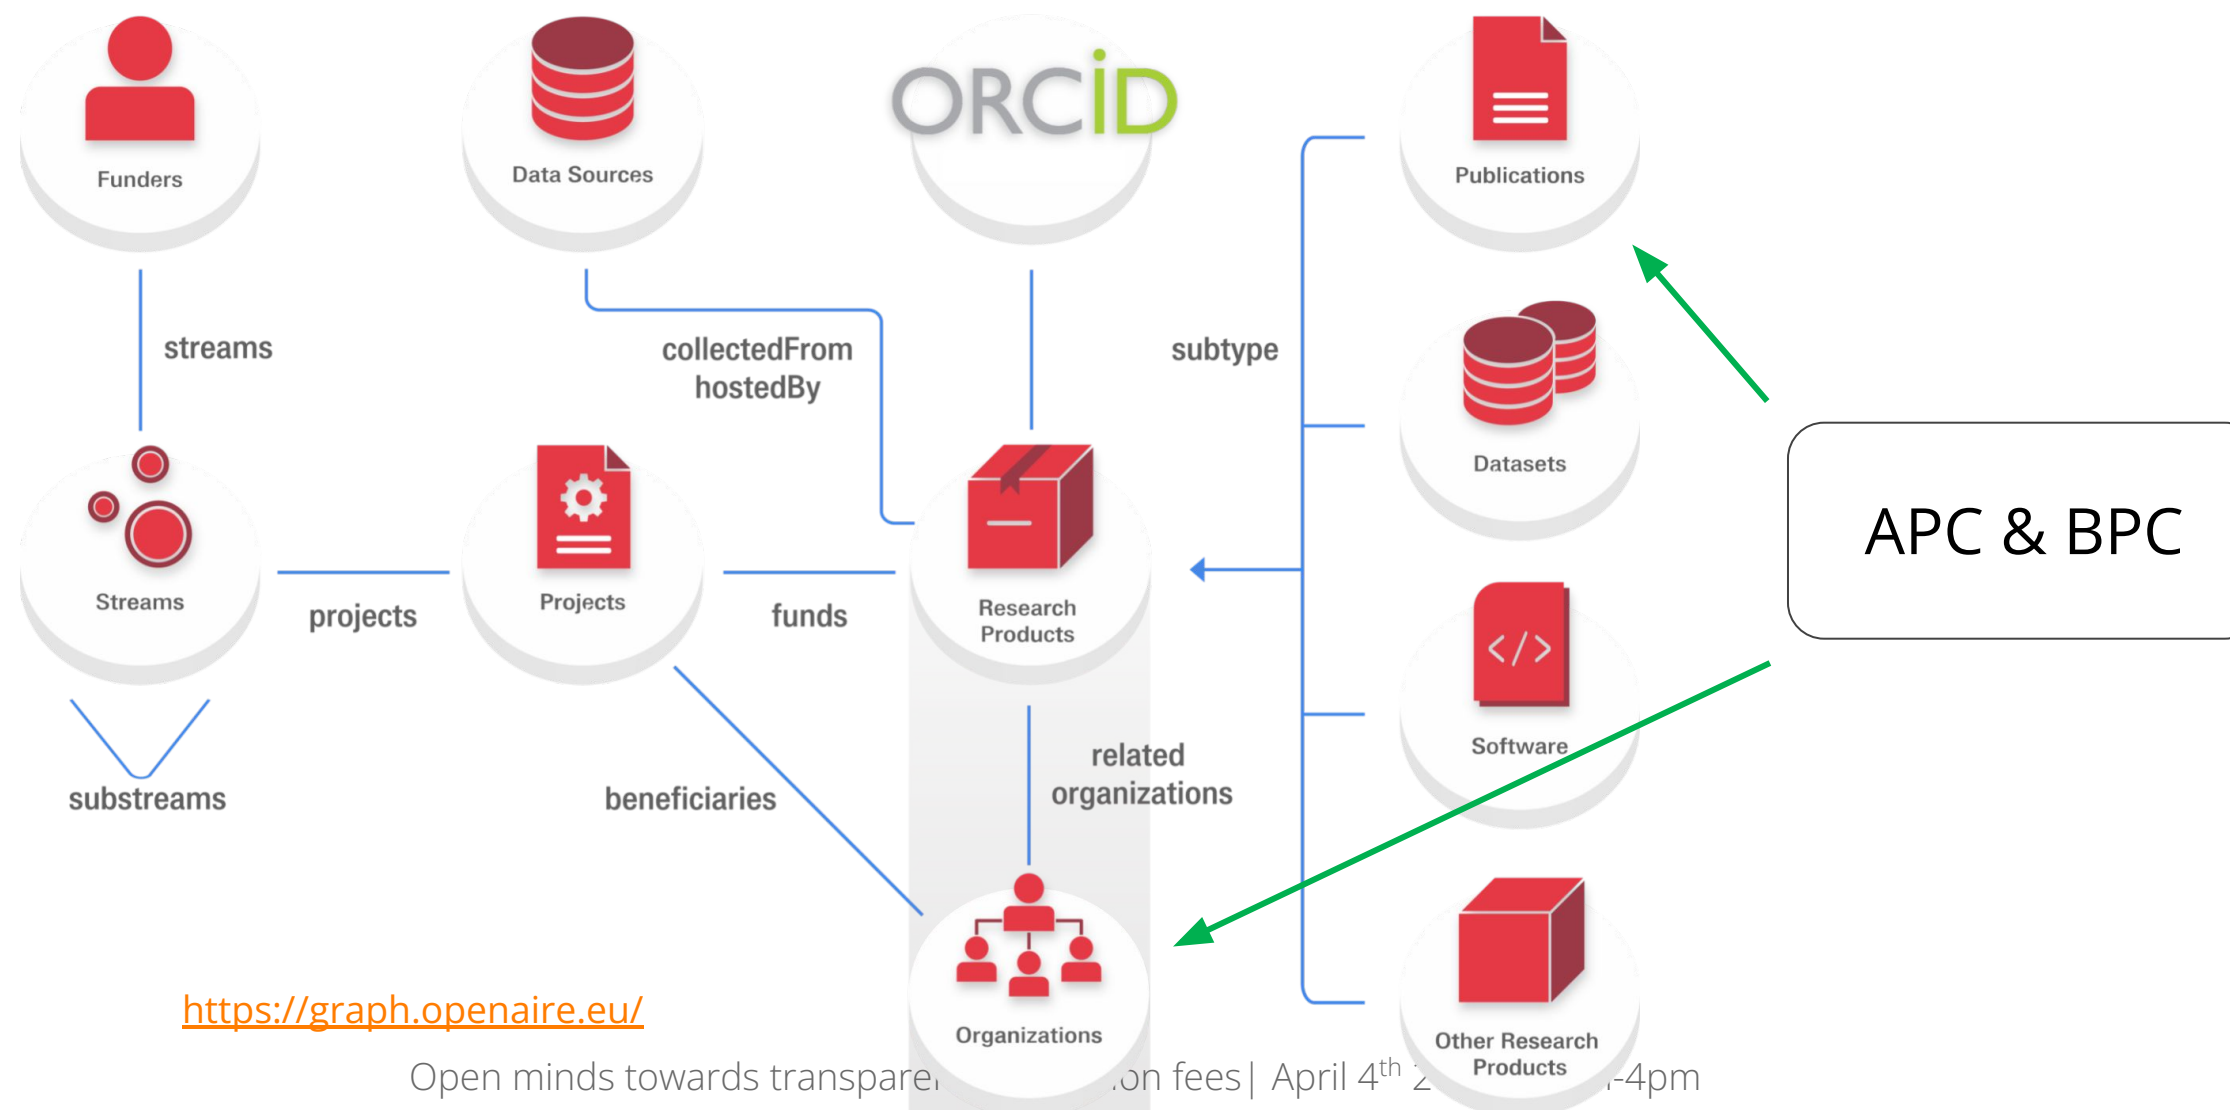 Funders
Data Sources
ORCiD
Publications
streams
collectedFrom
hostedBy
subtype
Datasets
APC & BPC
Streams
projects
Projects
funds
Research
Products
Software
substreams
beneficiaries
related
organizations
https://graph.openaire.eu/
Organizations
Other Research
Products
Open minds towards fees| April 4th -4pm